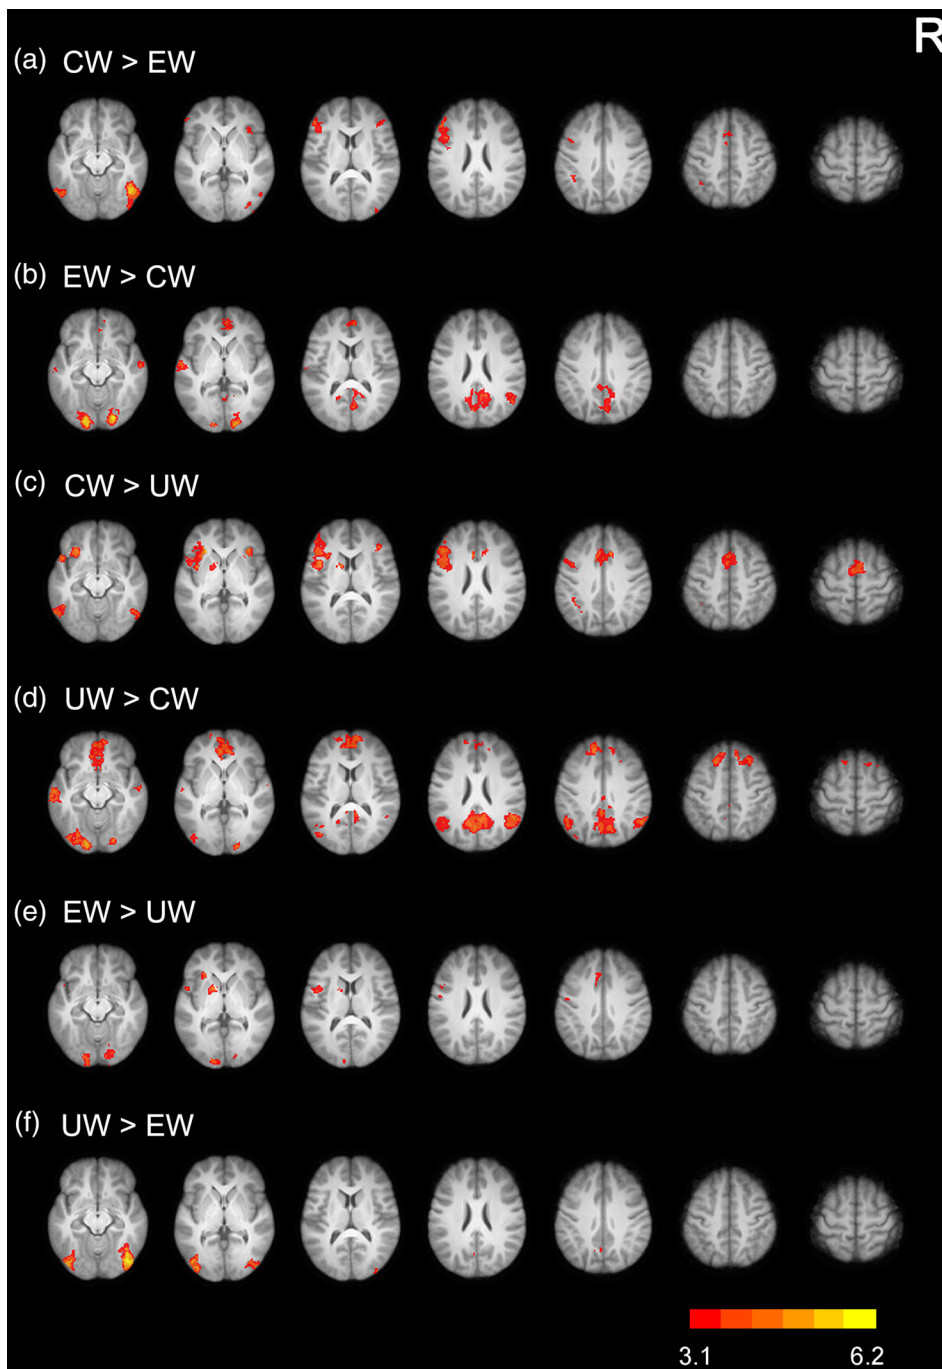 R
(a) CW > EW
(b) EW > CW
(c) CW > UW
(d) UW > CW
(e) EW > UW
(f) UW > EW
3.1 6.2